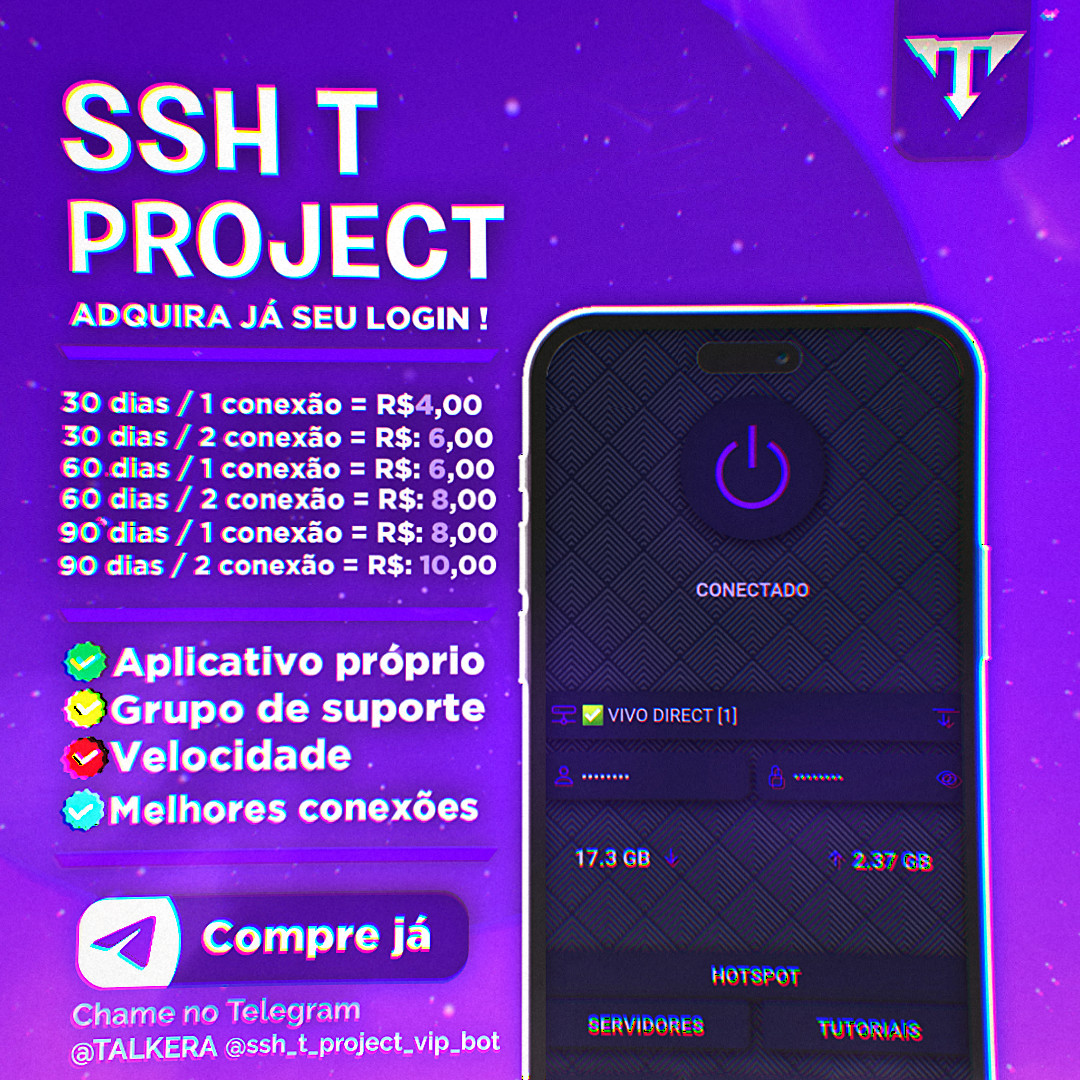 SSH T
PROJECT
ADQUIRA JÁ SEU LOGIN !
30 dias / 1 conexão = R$4,00
30 dias / 2 conexão = R$: 6,00
60 dias / 1 conexão = R$: 6,00
60 dias / 2 conexão = R$: 8,00
90 dias / 1 conexão = R$: 8,00
90 dias / 2 conexão = R$: 10,00
Aplicativo próprio
Grupo de suporte
Velocidade
Melhores conexões
Compre já
Chame no Telegram
@TALKERA @ssh_t_project_vip_bot
T
CONECTADO
✅ VIVO DIRECT [1]
•••••••• ••••••••
17.3 GB ↓ ↑ 2.37 GB
HOTSPOT
SERVIDORES TUTORIAIS